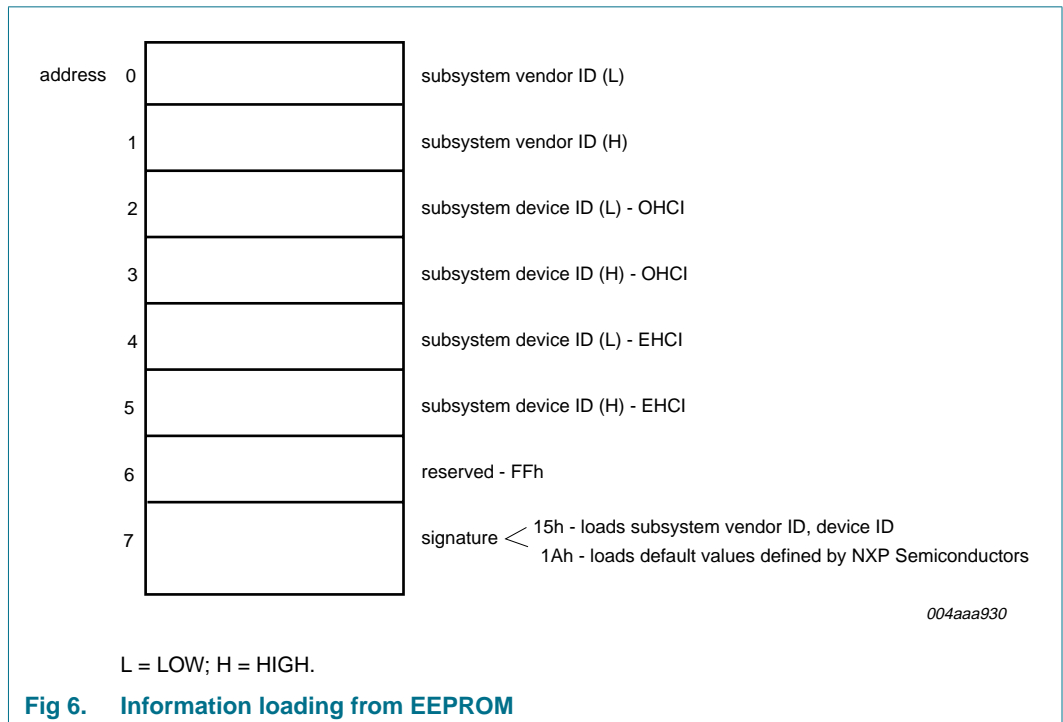 address 0 subsystem vendor ID (L)
1 subsystem vendor ID (H)
2 subsystem device ID (L) - OHCI
3 subsystem device ID (H) - OHCI
4 subsystem device ID (L) - EHCI
5 subsystem device ID (H) - EHCI
6 reserved - FFh
15h - loads subsystem vendor ID, device ID
7 signature
1Ah - loads default values defined by NXP Semiconductors
004aaa930
L = LOW; H = HIGH.
Fig 6. Information loading from EEPROM